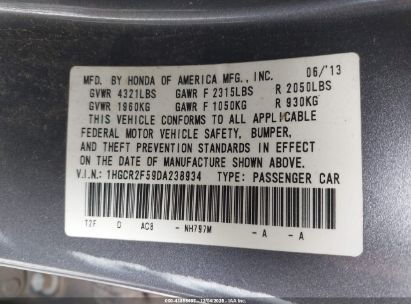 MFD. BY HONDA OF AMERICA MFG., INC. 06/'13
GVWR 4321LBS GAWR F 2315LBS R 2050LBS
GVWR 1960KG GAWR F 1050KG R 930KG
THIS VEHICLE CONFORMS TO ALL APPLICABLE
FEDERAL MOTOR VEHICLE SAFETY, BUMPER,
AND THEFT PREVENTION STANDARDS IN EFFECT
ON THE DATE OF MANUFACTURE SHOWN ABOVE.
V.I.N.: 1HGCR2F59DA238934 TYPE: PASSENGER CAR
T2F D AC8 - NH797M - A - A